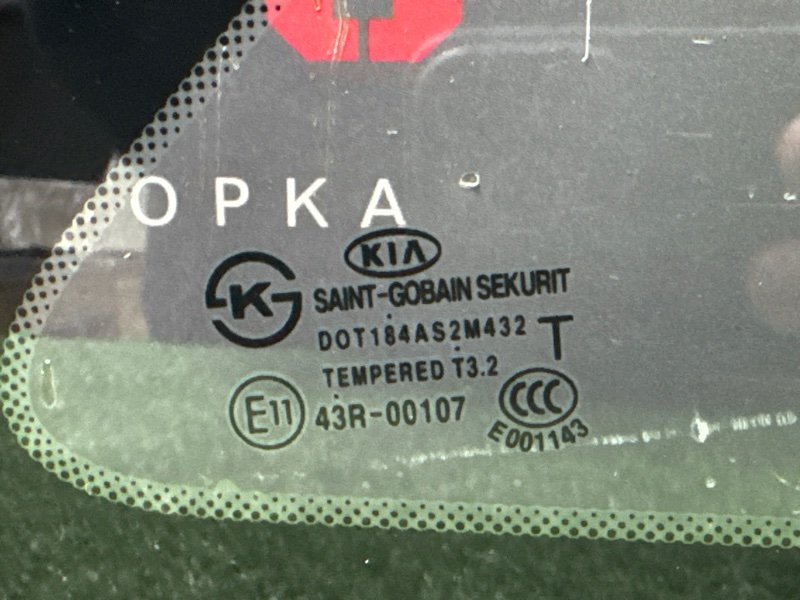 OPKA
KIA
K
SAINT-GOBAIN SEKURIT
DOT184AS2M432 T
TEMPERED T3.2
E11 43R-00107 CCC
E001143